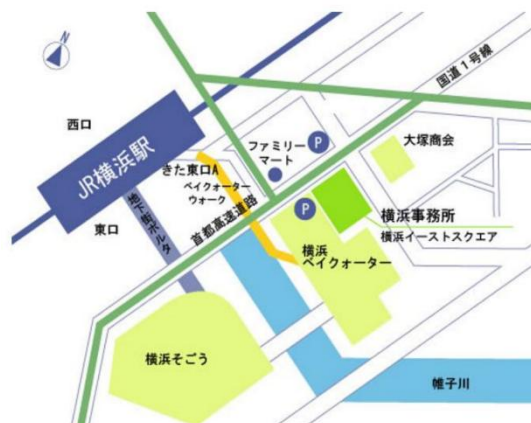 N
国道1号線
西口
JR横浜駅
ファミリー
マート
P
大塚商会
きた東口A
ベイクォーター
ウォーク
地下街ポルタ
東口
首都高速道路
P
横浜事務所
横浜イーストスクエア
横浜
ベイクォーター
横浜そごう
帷子川